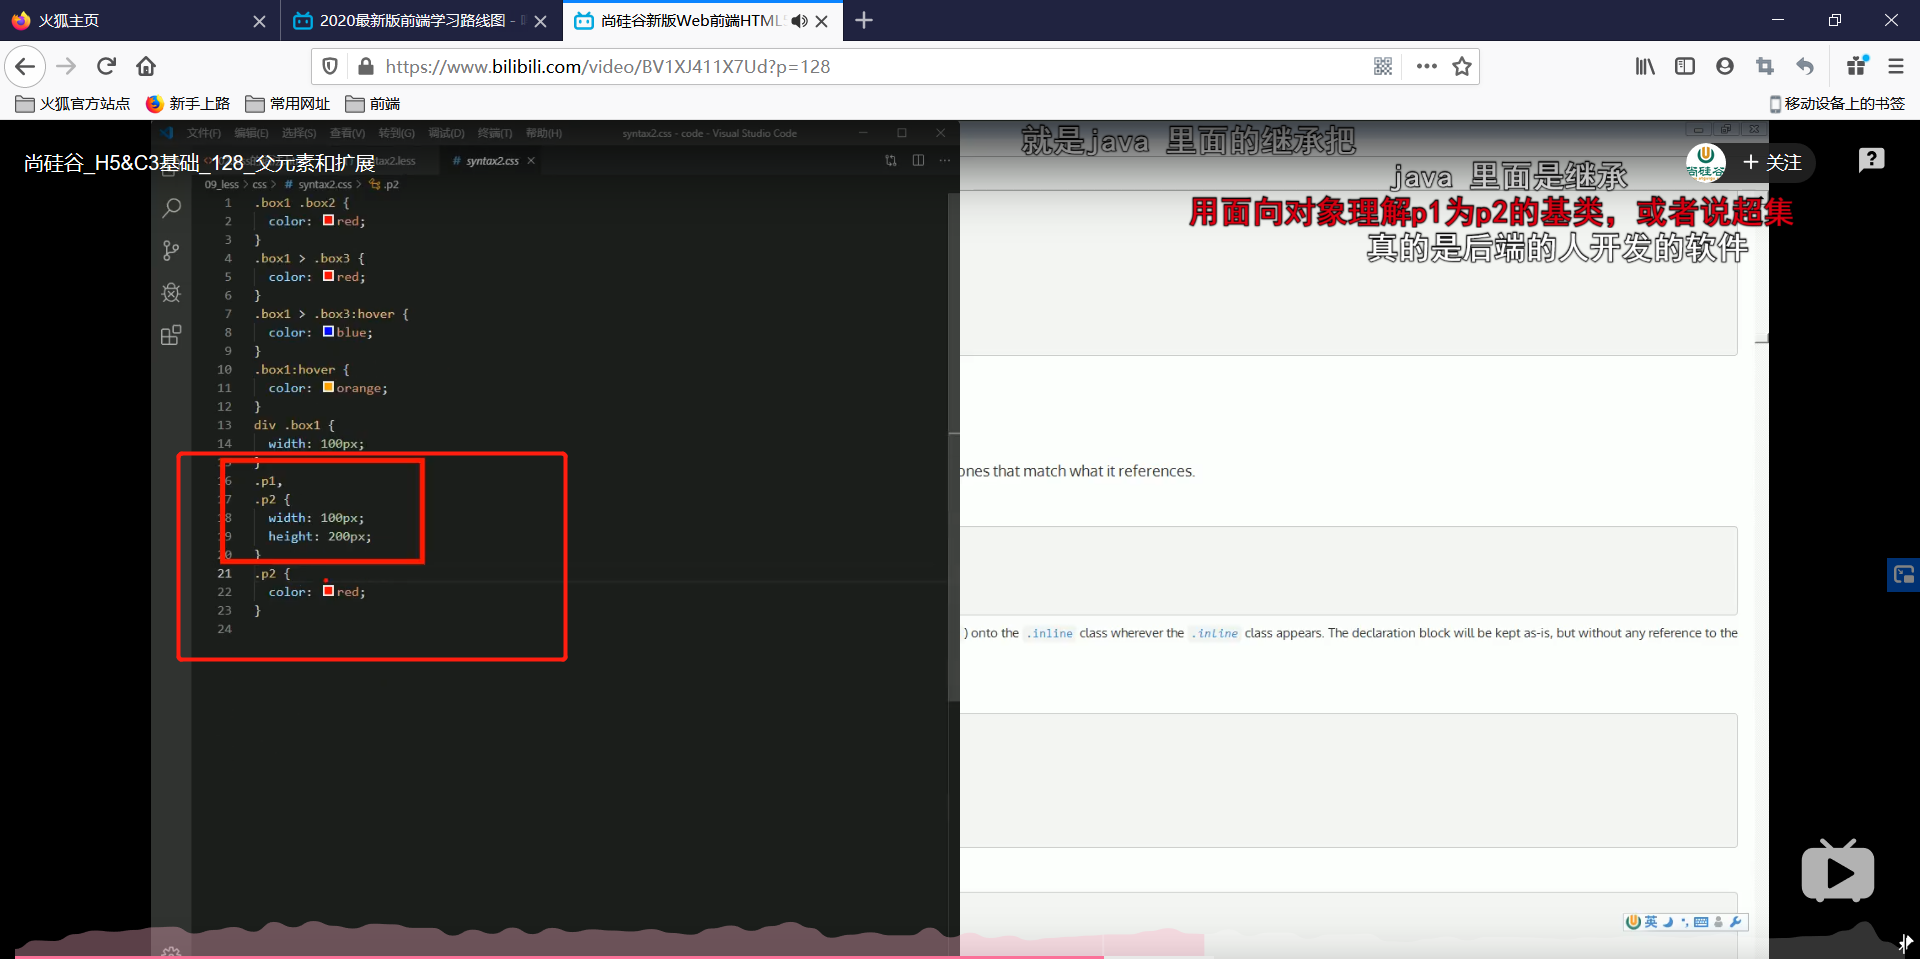 火狐主页
2020最新版前端学习路线图 -
尚硅谷新版Web前端HTML
https://www.bilibili.com/video/BV1XJ411X7Ud?p=128
火狐官方站点
新手上路
常用网址
前端
移动设备上的书签
文件(F) 编辑(E) 选择(S) 查看(V) 转到(G) 调试(D) 终端(T) 帮助(H)
syntax2.css - code - Visual Studio Code
就是java 里面的继承把
尚硅谷_H5&C3基础_128_父元素和扩展
tax2.less
# syntax2.css
+ 关注
java 里面是继承
09_less > css > # syntax2.css > .p2
用面向对象理解p1为p2的基类，或者说超集
真的是后端的人开发的软件
1 .box1 .box2 {
2 color: red;
3 }
4 .box1 > .box3 {
5 color: red;
6 }
7 .box1 > .box3:hover {
8 color: blue;
9 }
10 .box1:hover {
11 color: orange;
12 }
13 div .box1 {
14 width: 100px;
15 }
16 .p1,
17 .p2 {
18 width: 100px;
19 height: 200px;
20 }
21 .p2 {
22 color: red;
23 }
24
ones that match what it references.
) onto the .inline class wherever the .inline class appears. The declaration block will be kept as-is, but without any reference to the
英